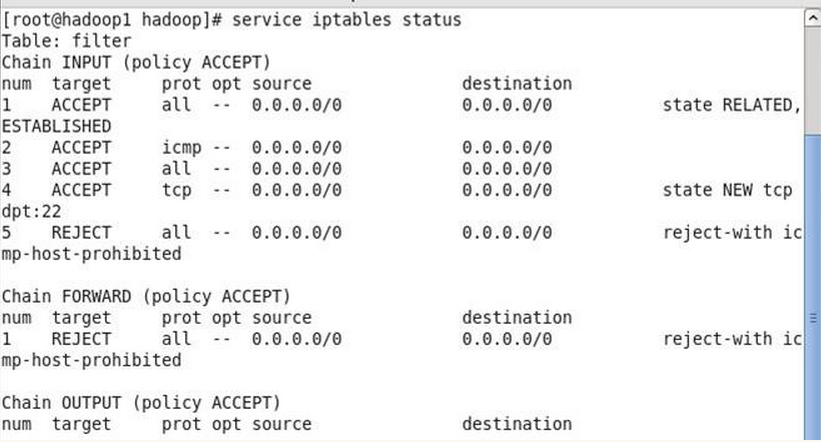 [root@hadoop1 hadoop]# service iptables status
Table: filter
Chain INPUT (policy ACCEPT)
num  target     prot opt source               destination
1    ACCEPT     all  --  0.0.0.0/0            0.0.0.0/0           state RELATED,
ESTABLISHED
2    ACCEPT     icmp --  0.0.0.0/0            0.0.0.0/0
3    ACCEPT     all  --  0.0.0.0/0            0.0.0.0/0
4    ACCEPT     tcp  --  0.0.0.0/0            0.0.0.0/0           state NEW tcp
dpt:22
5    REJECT     all  --  0.0.0.0/0            0.0.0.0/0           reject-with ic
mp-host-prohibited
Chain FORWARD (policy ACCEPT)
num  target     prot opt source               destination
1    REJECT     all  --  0.0.0.0/0            0.0.0.0/0           reject-with ic
mp-host-prohibited
Chain OUTPUT (policy ACCEPT)
num  target     prot opt source               destination